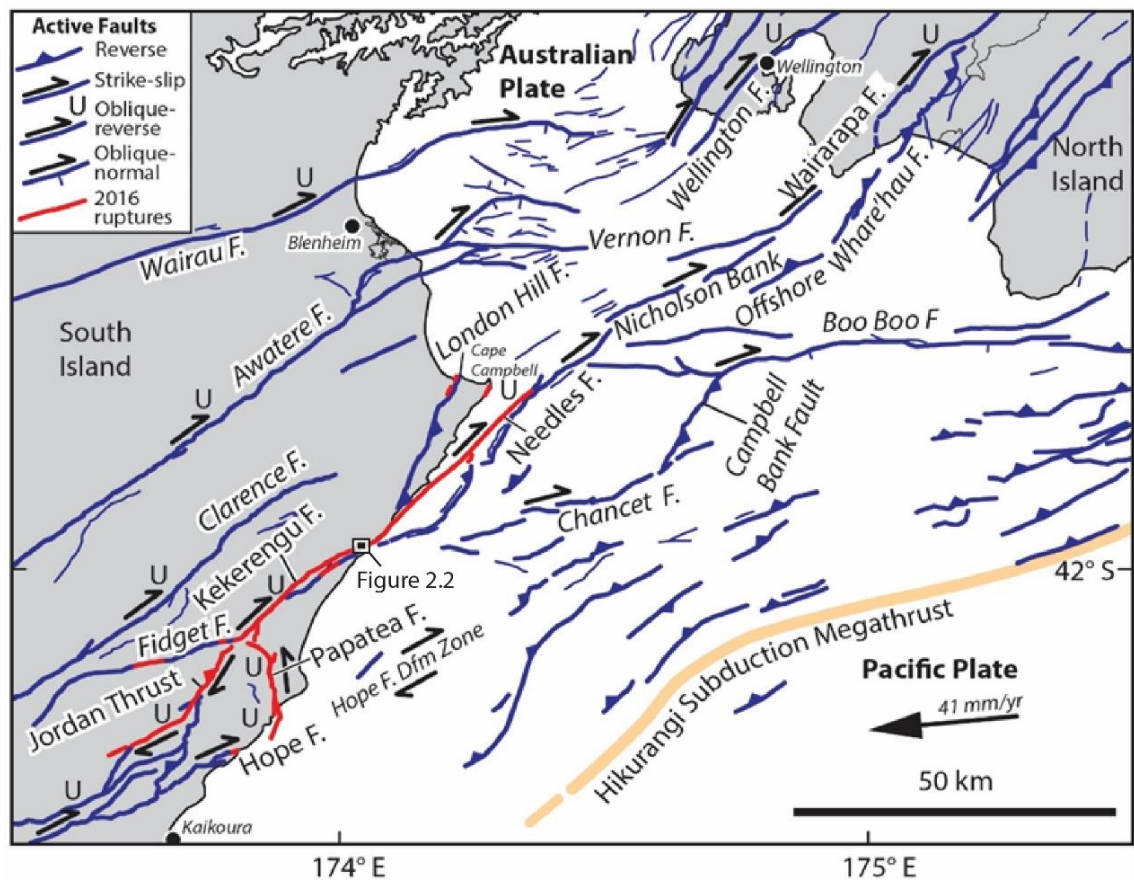 Active Faults
Reverse
Strike-slip
U
Oblique-
reverse
Oblique-
normal
2016
ruptures
Australian
Plate
U
Wellington
U
Wellington F.
Wairarapa F.
Offshore Whare'hau F.
North
Island
U
Wairau F.
Blenheim
Vernon F.
Nicholson Bank
Boo Boo F
London Hill F.
Cape
Campbell
South
Island
Awatere F.
U
U
Needles F.
Campbell
Bank Fault
Chancet F.
Clarence F.
Kekerengu F.
Figure 2.2
42° S
U
U
Fidget F.
Papatea F.
U
Hope F. Dfm Zone
Hikurangi Subduction Megathrust
Pacific Plate
41 mm/yr
Jordan Thrust
U
U
Hope F.
U
50 km
Kaikoura
174° E
175° E